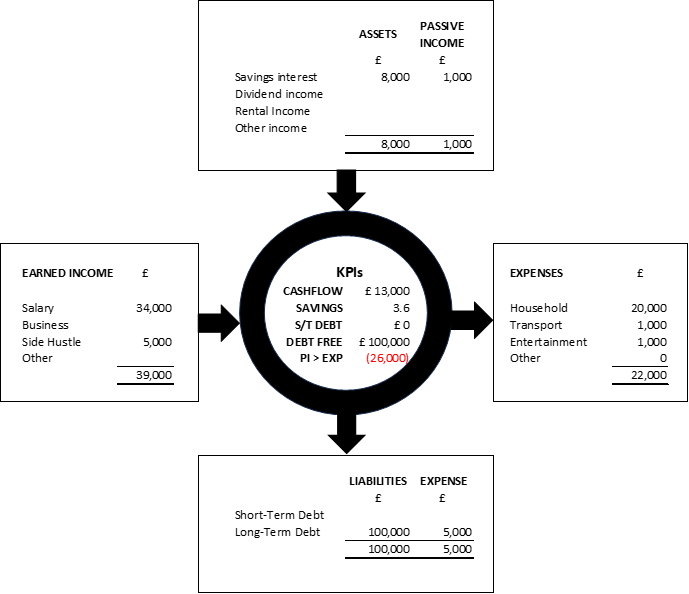 ASSETS PASSIVE INCOME
£ £
Savings interest 8,000 1,000
Dividend income
Rental Income
Other income
8,000 1,000
EARNED INCOME £
Salary 34,000
Business
Side Hustle 5,000
Other
39,000
KPIs
CASHFLOW £ 13,000
SAVINGS 3.6
S/T DEBT £ 0
DEBT FREE £ 100,000
PI > EXP (26,000)
EXPENSES £
Household 20,000
Transport 1,000
Entertainment 1,000
Other 0
22,000
LIABILITIES EXPENSE
£ £
Short-Term Debt
Long-Term Debt 100,000 5,000
100,000 5,000